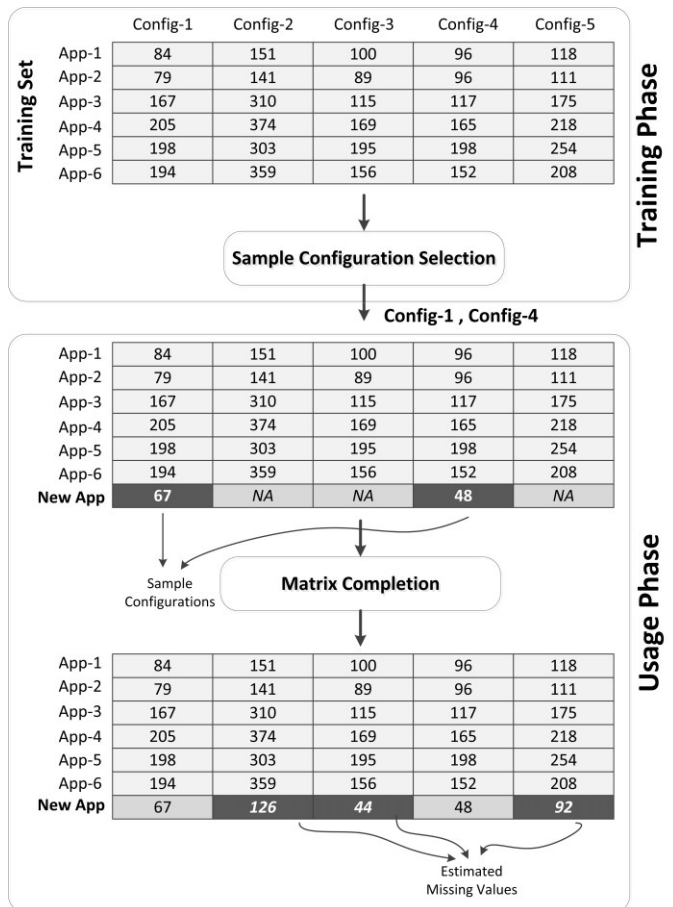 Config-1 Config-2 Config-3 Config-4 Config-5
Training Set
Training Phase
App-1 84 151 100 96 118
App-2 79 141 89 96 111
App-3 167 310 115 117 175
App-4 205 374 169 165 218
App-5 198 303 195 198 254
App-6 194 359 156 152 208
Sample Configuration Selection
Config-1 , Config-4
Usage Phase
App-1 84 151 100 96 118
App-2 79 141 89 96 111
App-3 167 310 115 117 175
App-4 205 374 169 165 218
App-5 198 303 195 198 254
App-6 194 359 156 152 208
New App 67 NA NA 48 NA
Sample
Configurations
Matrix Completion
App-1 84 151 100 96 118
App-2 79 141 89 96 111
App-3 167 310 115 117 175
App-4 205 374 169 165 218
App-5 198 303 195 198 254
App-6 194 359 156 152 208
New App 67 126 44 48 92
Estimated
Missing Values